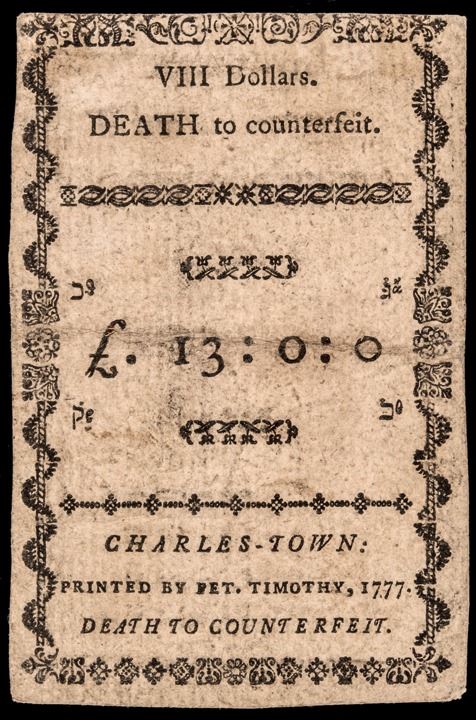 VIII Dollars.
DEATH to counterfeit.
£. 13 : 0 : 0
CHARLES-TOWN:
PRINTED BY PET. TIMOTHY, 1777.
DEATH TO COUNTERFEIT.